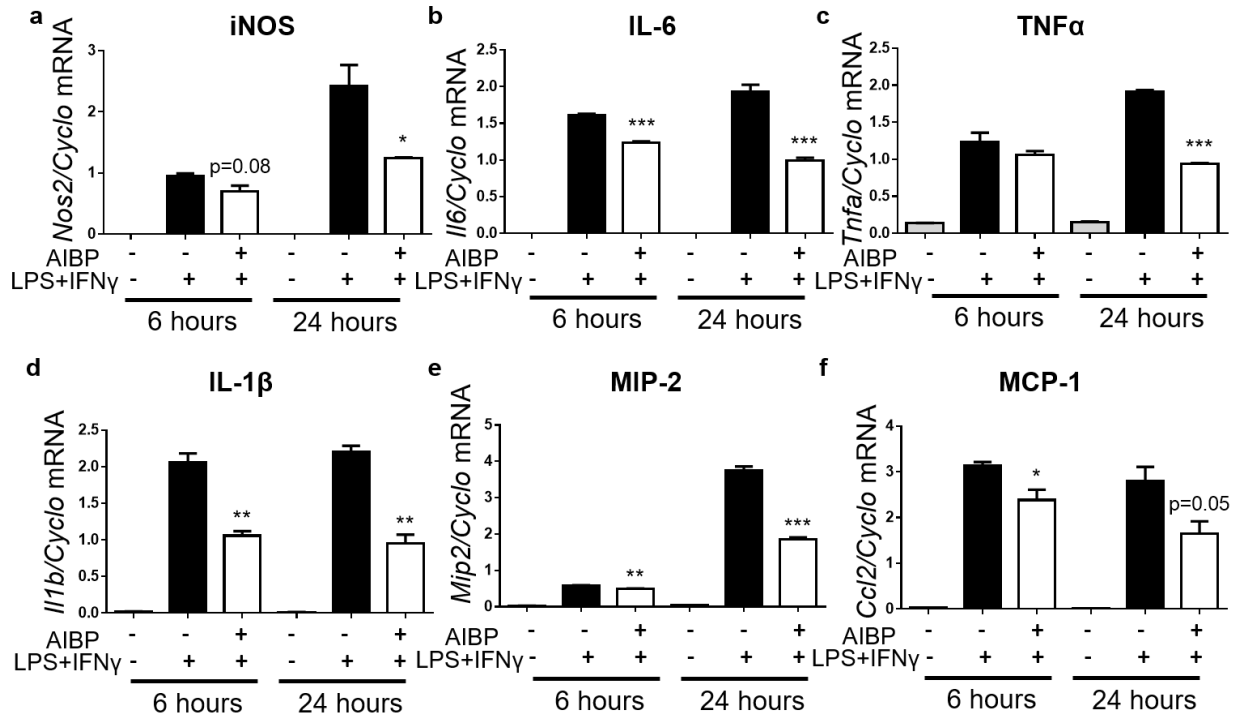 a
iNOS
Nos2/Cyclo mRNA
3
2
1
0
p=0.08
*
AIBP - - + - - +
LPS+IFNγ - + + - + +
6 hours 24 hours
b
IL-6
Il6/Cyclo mRNA
2.5
2.0
1.5
1.0
0.5
0.0
***
***
AIBP - - + - - +
LPS+IFNγ - + + - + +
6 hours 24 hours
c
TNFα
Tnfa/Cyclo mRNA
2.5
2.0
1.5
1.0
0.5
0.0
***
AIBP - - + - - +
LPS+IFNγ - + + - + +
6 hours 24 hours
d
IL-1β
Il1b/Cyclo mRNA
2.5
2.0
1.5
1.0
0.5
0.0
**
**
AIBP - - + - - +
LPS+IFNγ - + + - + +
6 hours 24 hours
e
MIP-2
Mip2/Cyclo mRNA
5
4
3
2
1
0
**
***
AIBP - - + - - +
LPS+IFNγ - + + - + +
6 hours 24 hours
f
MCP-1
Ccl2/Cyclo mRNA
4
3
2
1
0
*
p=0.05
AIBP - - + - - +
LPS+IFNγ - + + - + +
6 hours 24 hours